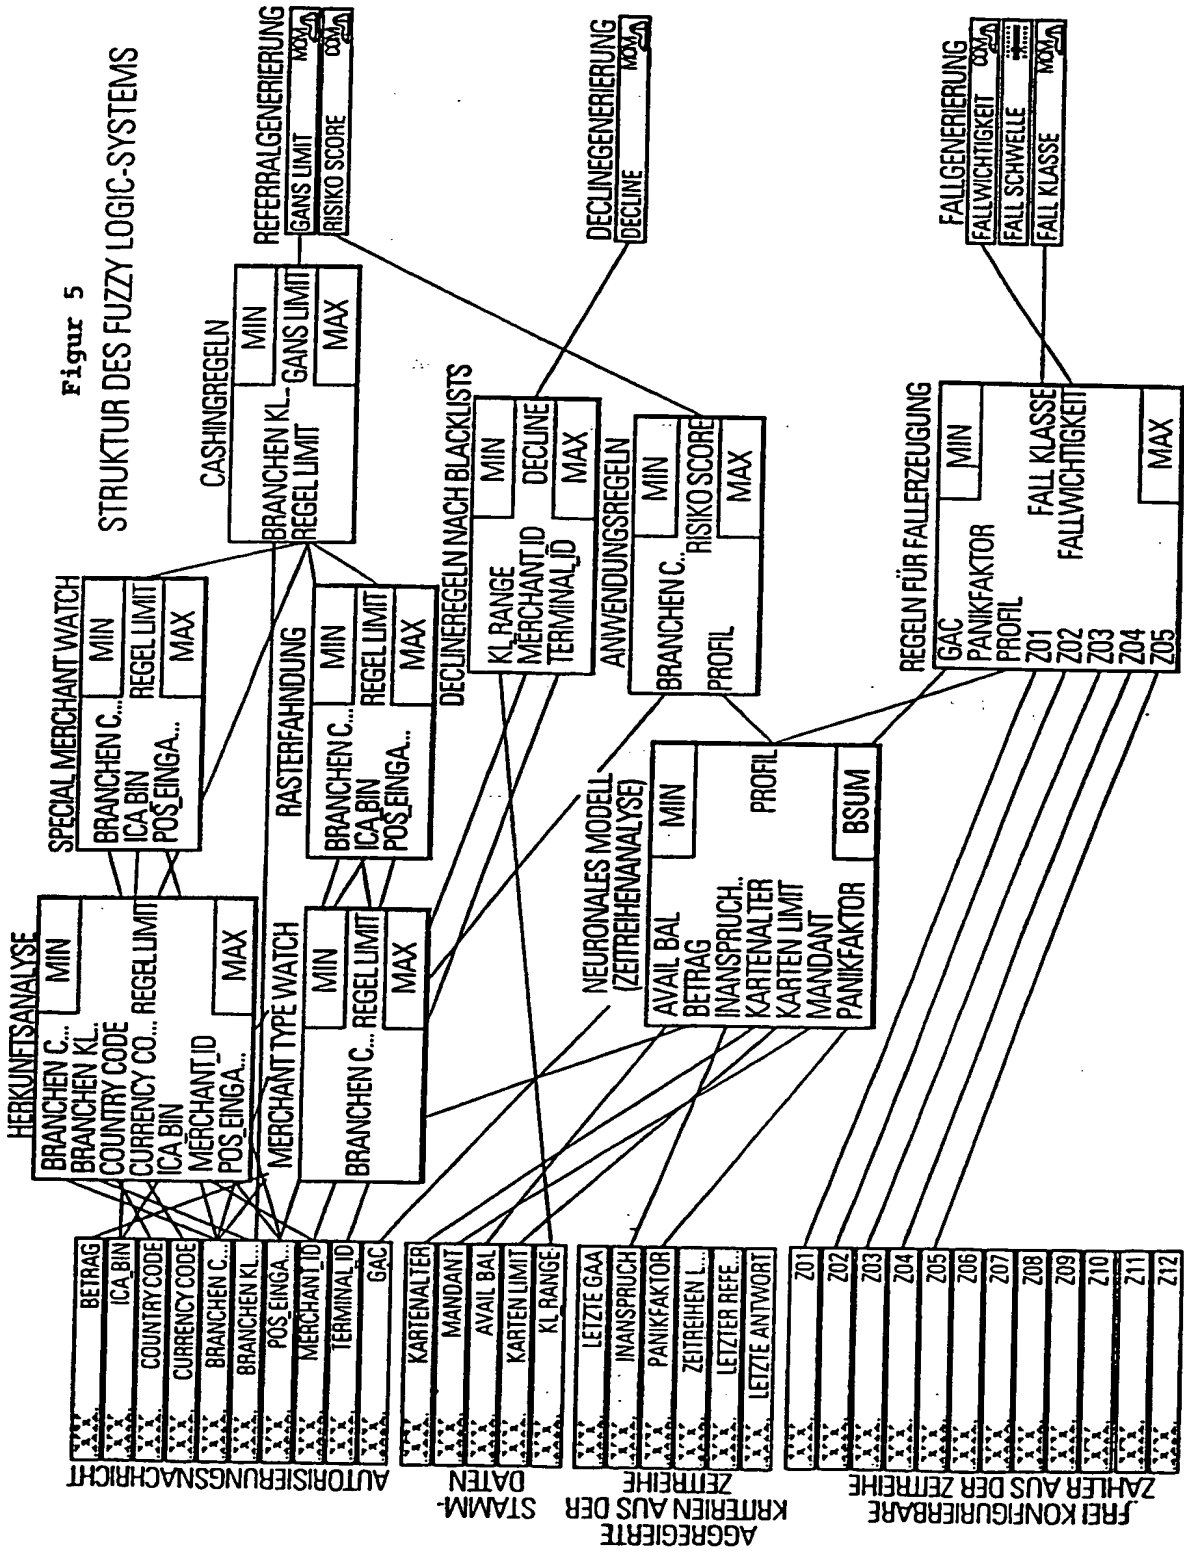 Figur 5
STRUKTUR DES FUZZY LOGIC-SYSTEMS
AUTORISIERUNGSNACHRICHT
BETRAG
ICA_BIN
COUNTRY CODE
CURRENCY CODE
BRANCHEN C...
BRANCHEN KL...
POS_EINGA...
MERCHANT_ID
TERMINAL_ID
GAC
STAMM-
DATEN
KARTENALTER
MANDANT
AVAIL BAL
KARTEN LIMIT
KL_RANGE
AGGREGIERTE
KRITERIEN AUS DER
ZEITREIHE
LETZTE GAA
INANSPRUCH
PANIKFAKTOR
ZEITREIHEN L...
LETZTER REFE...
LETZTE ANTWORT
FREI KONFIGURIERBARE
ZAHLER AUS DER ZEITREIHE
Z01
Z02
Z03
Z04
Z05
Z06
Z07
Z08
Z09
Z10
Z11
Z12
HERKUNFTSANALYSE
BRANCHEN C...
BRANCHEN KL..
COUNTRY CODE
CURRENCY CO...
ICA_BIN
MERCHANT_ID
POS_EINGA...
MIN
REGEL LIMIT
MAX
MERCHANT TYPE WATCH
BRANCHEN C...
MIN
REGEL LIMIT
MAX
SPECIAL MERCHANT WATCH
BRANCHEN C...
ICA_BIN
POS_EINGA...
MIN
REGEL LIMIT
MAX
RASTERFAHNDUNG
BRANCHEN C...
ICA_BIN
POS_EINGA...
MIN
REGEL LIMIT
MAX
CASHINGREGELN
BRANCHEN KL...
REGEL LIMIT
MIN
GANS LIMIT
MAX
DECLINEREGELN NACH BLACKLISTS
KL_RANGE
MERCHANT_ID
TERMINAL_ID
MIN
DECLINE
MAX
ANWENDUNGSREGELN
BRANCHEN C..
PROFIL
MIN
RISIKO SCORE
MAX
NEURONALES MODELL
(ZEITREIHENANALYSE)
AVAIL BAL
BETRAG
INANSPRUCH..
KARTENALTER
KARTEN LIMIT
MANDANT
PANIKFAKTOR
MIN
PROFIL
BSUM
REGELN FÜR FALLERZEUGUNG
GAC
PANIKFAKTOR
PROFIL
Z01
Z02
Z03
Z04
Z05
MIN
FALL KLASSE
FALLWICHTIGKEIT
MAX
REFERRALGENERIERUNG
GANS LIMIT MOM
RISIKO SCORE COM
DECLINEGENERIERUNG
DECLINE MOM
FALLGENERIERUNG
FALLWICHTIGKEIT COM
FALL SCHWELLE
FALL KLASSE MOM